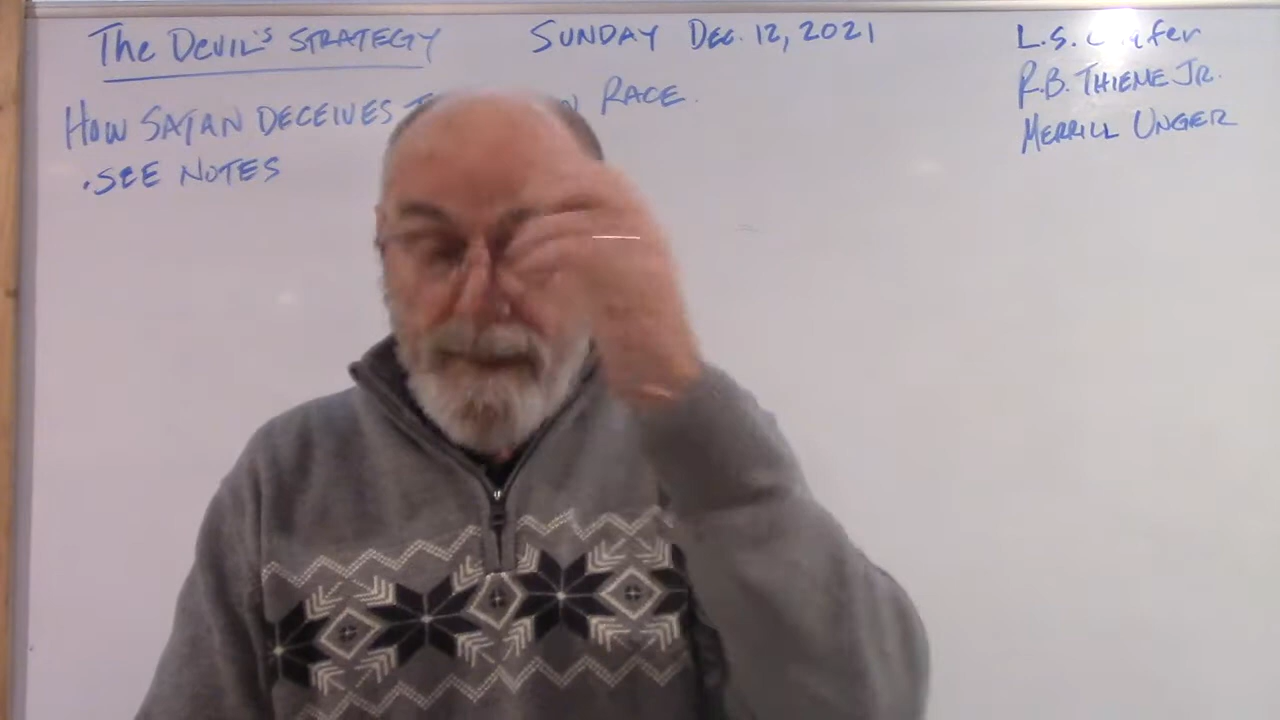 The Devil's Strategy Sunday Dec. 12, 2021
How Satan Deceives Race.
• See Notes
L.S.
R.B. Thieme Jr.
Merrill Unger